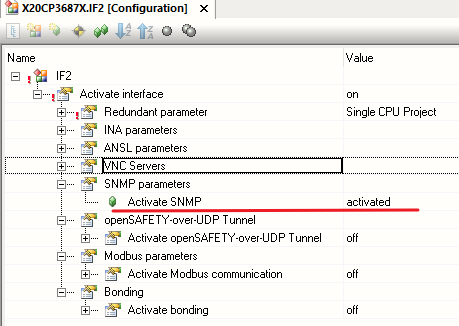 X20CP3687X.IF2 [Configuration] ×
Name Value
IF2
Activate interface on
Redundant parameter Single CPU Project
INA parameters
ANSL parameters
VNC Servers
SNMP parameters
Activate SNMP activated
openSAFETY-over-UDP Tunnel
Activate openSAFETY-over-UDP Tunnel off
Modbus parameters
Activate Modbus communication off
Bonding
Activate bonding off